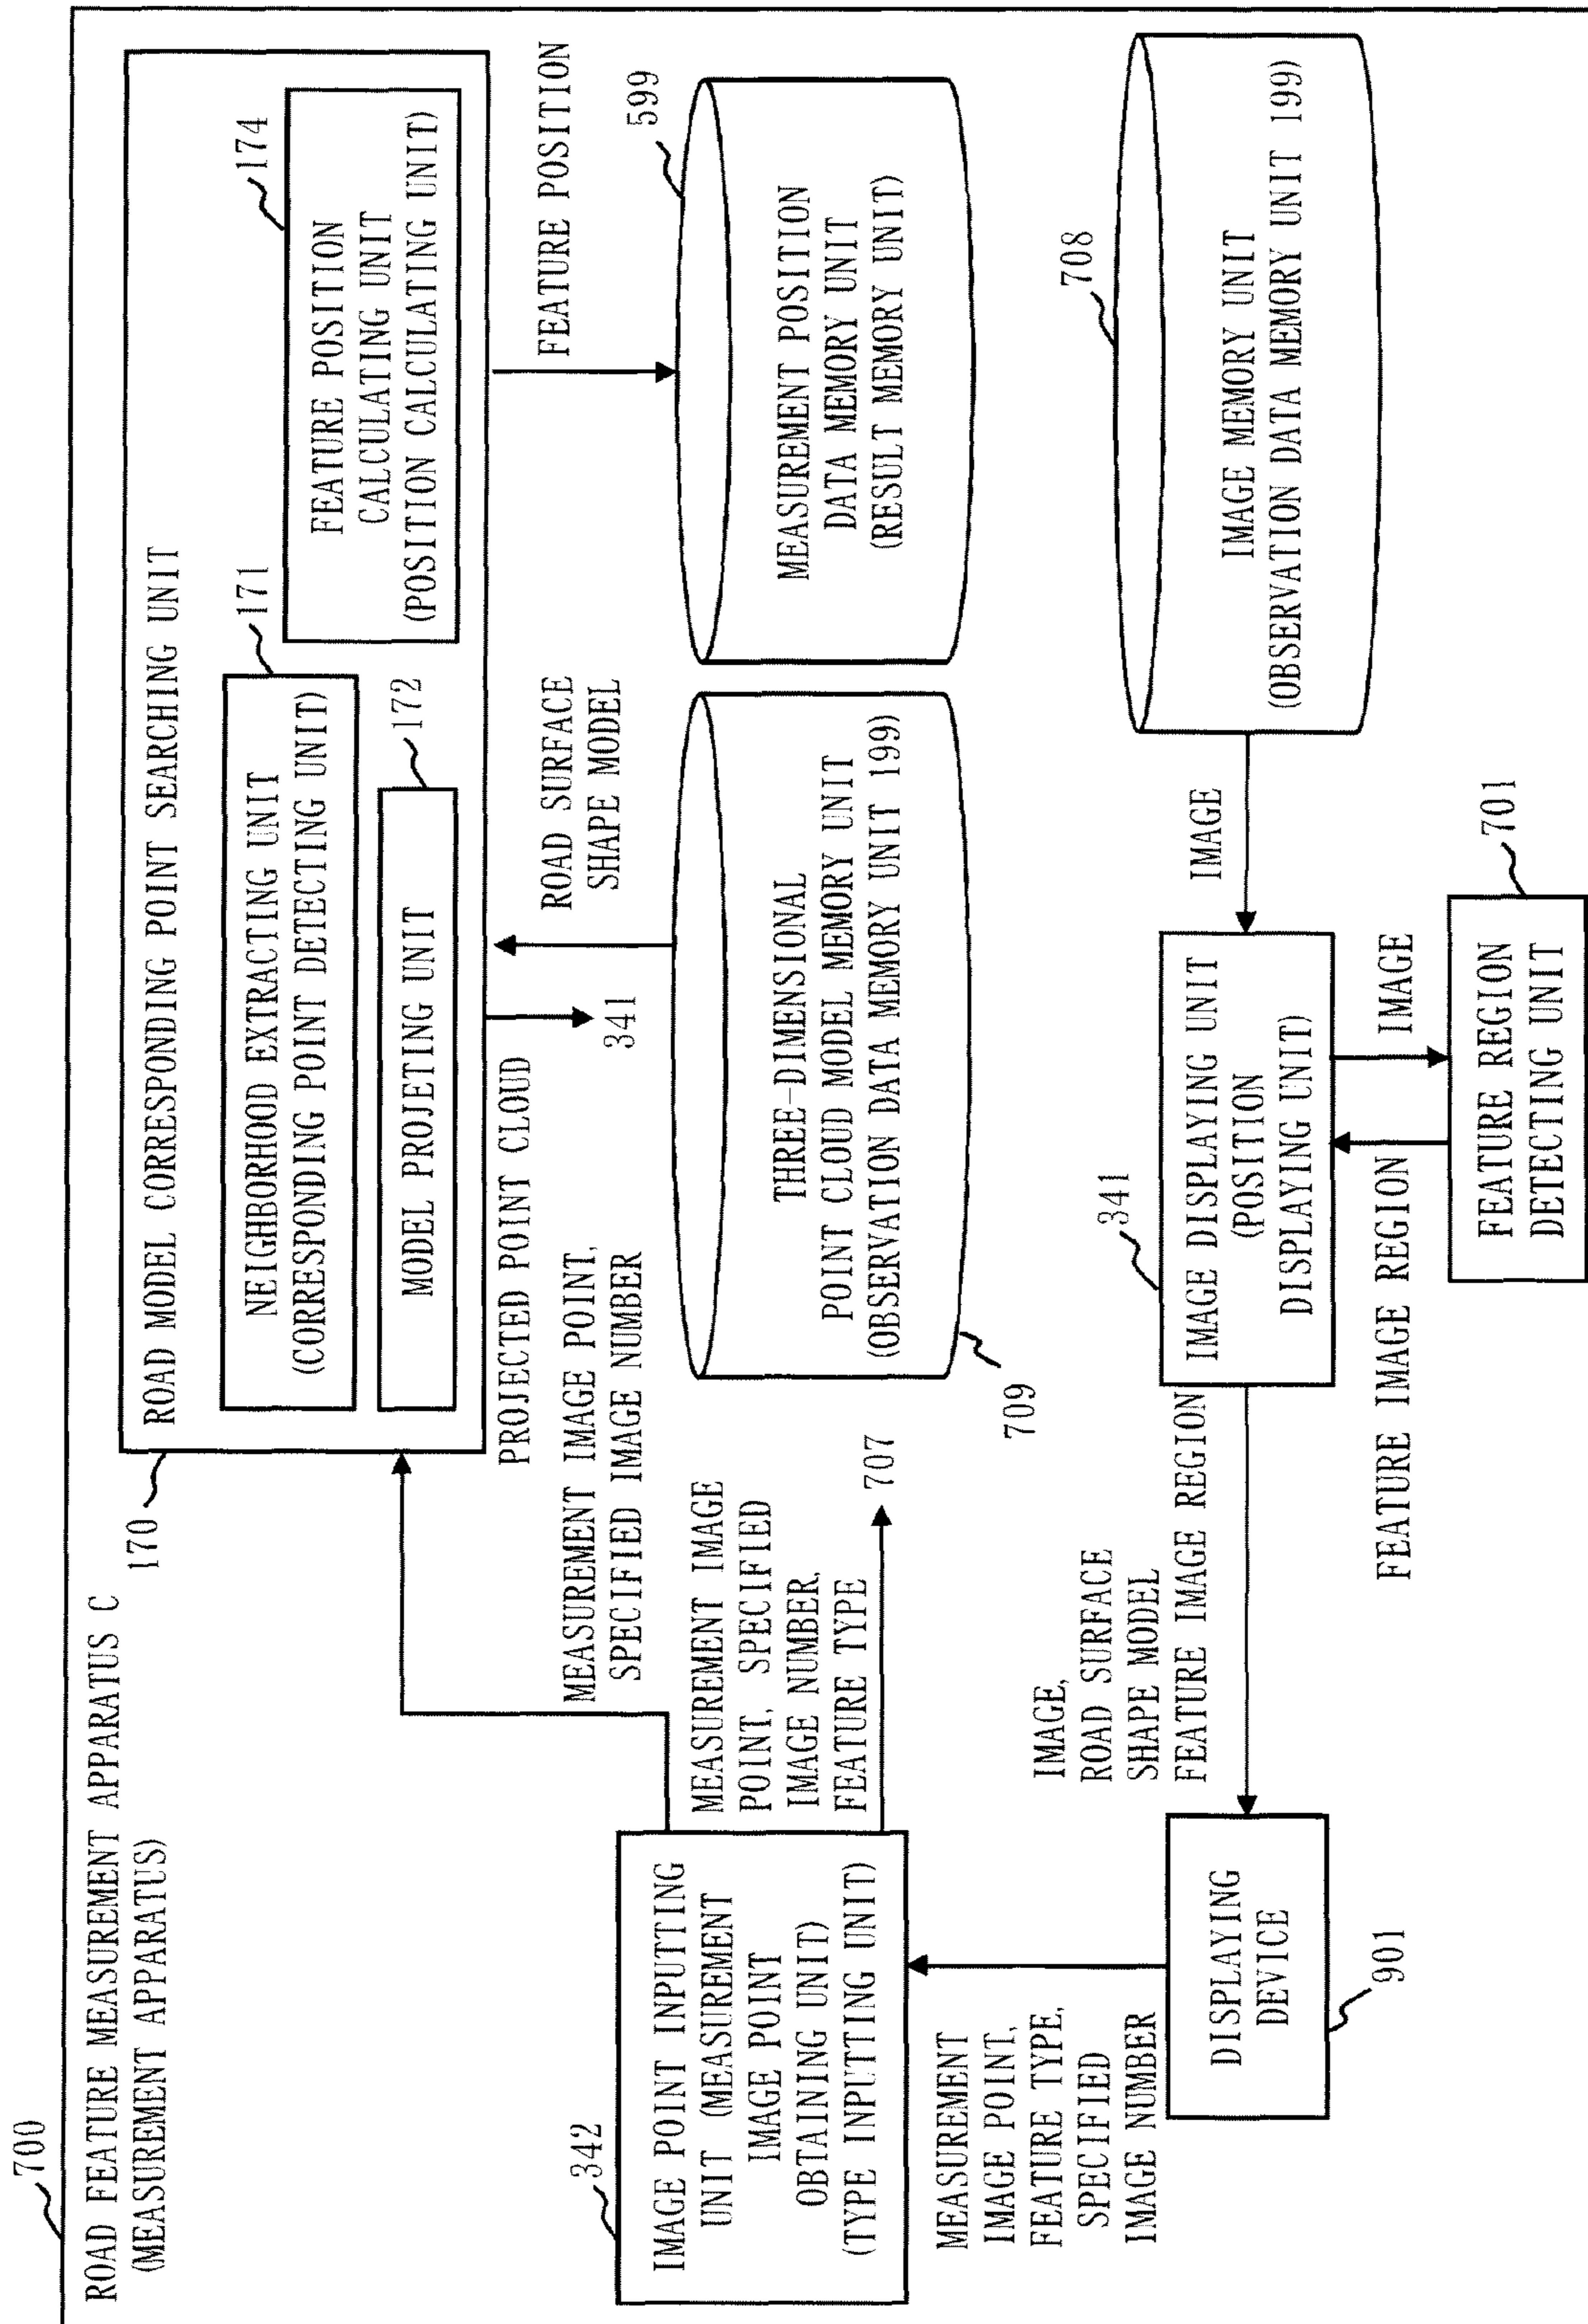 700
ROAD FEATURE MEASUREMENT APPARATUS C
(MEASUREMENT APPARATUS)
170
ROAD MODEL CORRESPONDING POINT SEARCHING UNIT
171
NEIGHBORHOOD EXTRACTING UNIT
(CORRESPONDING POINT DETECTING UNIT)
172
MODEL PROJETING UNIT
174
FEATURE POSITION
CALCULATING UNIT
(POSITION CALCULATING UNIT)
PROJECTED POINT CLOUD
341
ROAD SURFACE
SHAPE MODEL
FEATURE POSITION
MEASUREMENT IMAGE POINT,
SPECIFIED IMAGE NUMBER
342
IMAGE POINT INPUTTING
UNIT (MEASUREMENT
IMAGE POINT
OBTAINING UNIT)
(TYPE INPUTTING UNIT)
MEASUREMENT IMAGE
POINT, SPECIFIED
IMAGE NUMBER,
FEATURE TYPE
707
THREE-DIMENSIONAL
POINT CLOUD MODEL MEMORY UNIT
(OBSERVATION DATA MEMORY UNIT 199)
709
599
MEASUREMENT POSITION
DATA MEMORY UNIT
(RESULT MEMORY UNIT)
MEASUREMENT
IMAGE POINT,
FEATURE TYPE,
SPECIFIED
IMAGE NUMBER
DISPLAYING
DEVICE
901
IMAGE,
ROAD SURFACE
SHAPE MODEL
FEATURE IMAGE REGION
341
IMAGE DISPLAYING UNIT
(POSITION
DISPLAYING UNIT)
IMAGE
708
IMAGE MEMORY UNIT
(OBSERVATION DATA MEMORY UNIT 199)
FEATURE IMAGE REGION
IMAGE
701
FEATURE REGION
DETECTING UNIT